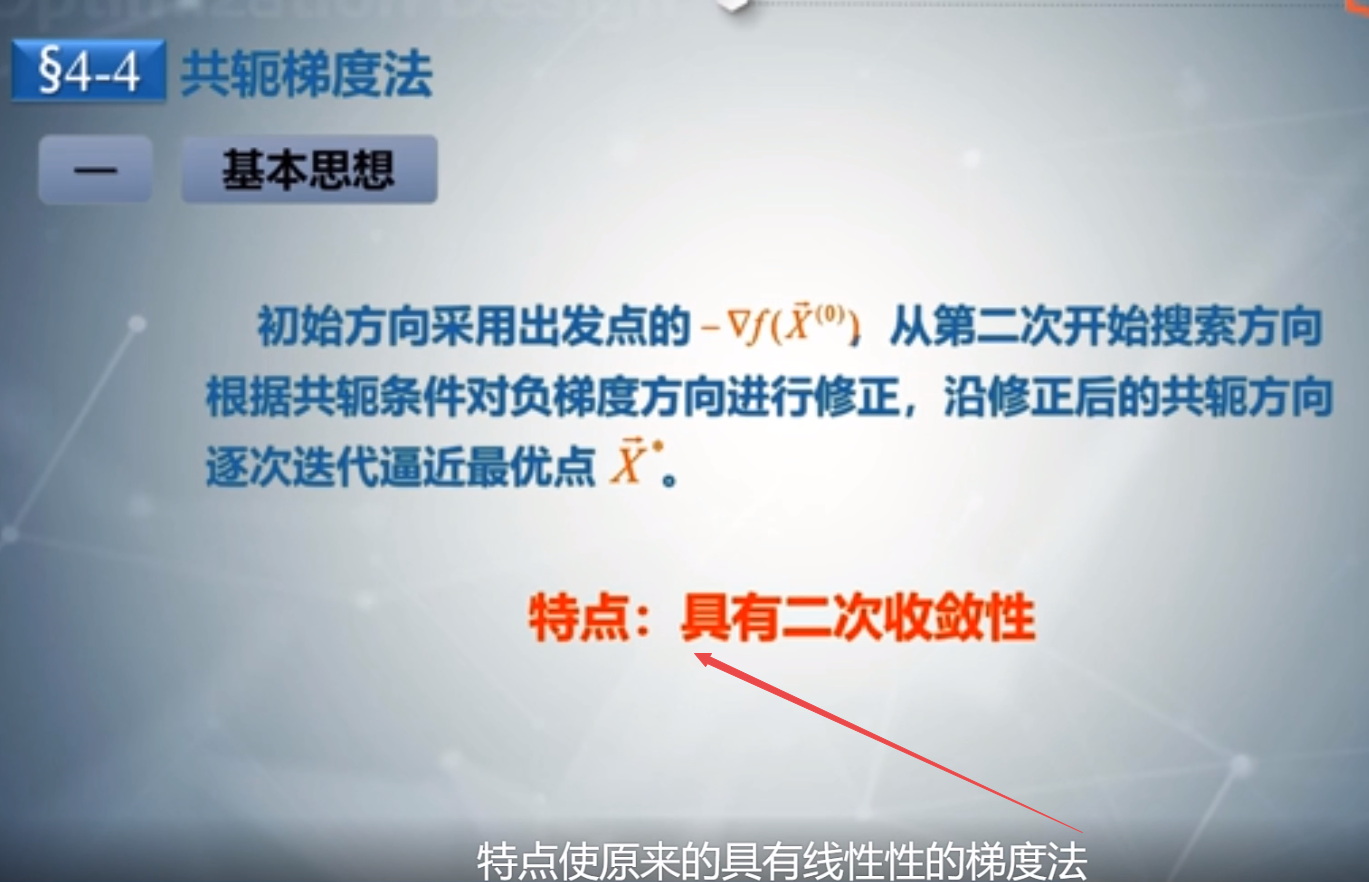 Optimization Design
§4-4 共轭梯度法
一 基本思想
初始方向采用出发点的 -∇f(X⃗⁽⁰⁾), 从第二次开始搜索方向
根据共轭条件对负梯度方向进行修正，沿修正后的共轭方向
逐次迭代逼近最优点 X⃗*。
特点：具有二次收敛性
特点使原来的具有线性性的梯度法